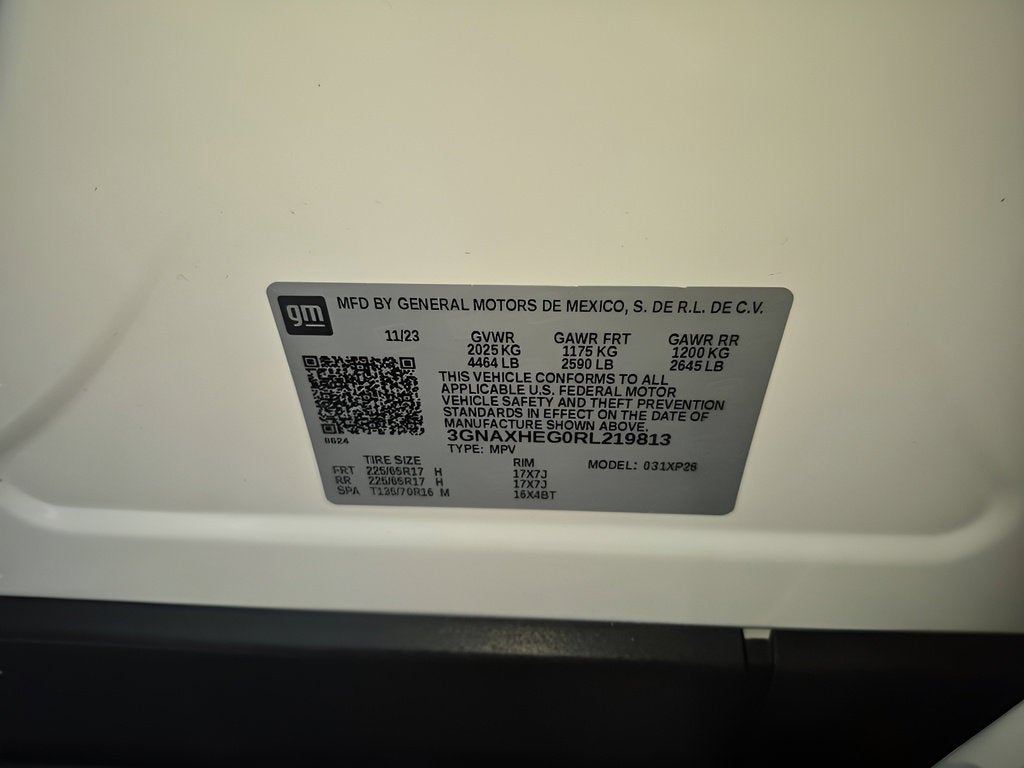 gm
MFD BY GENERAL MOTORS DE MEXICO, S. DE R.L. DE C.V.
11/23 GVWR GAWR FRT GAWR RR
2025 KG 1175 KG 1200 KG
4464 LB 2590 LB 2645 LB
THIS VEHICLE CONFORMS TO ALL
APPLICABLE U.S. FEDERAL MOTOR
VEHICLE SAFETY AND THEFT PREVENTION
STANDARDS IN EFFECT ON THE DATE OF
MANUFACTURE SHOWN ABOVE.
3GNAXHEG0RL219813
TYPE: MPV
8624
TIRE SIZE RIM MODEL: 031XP26
FRT 225/65R17 H 17X7J
RR 225/65R17 H 17X7J
SPA T135/70R16 M 16X4BT